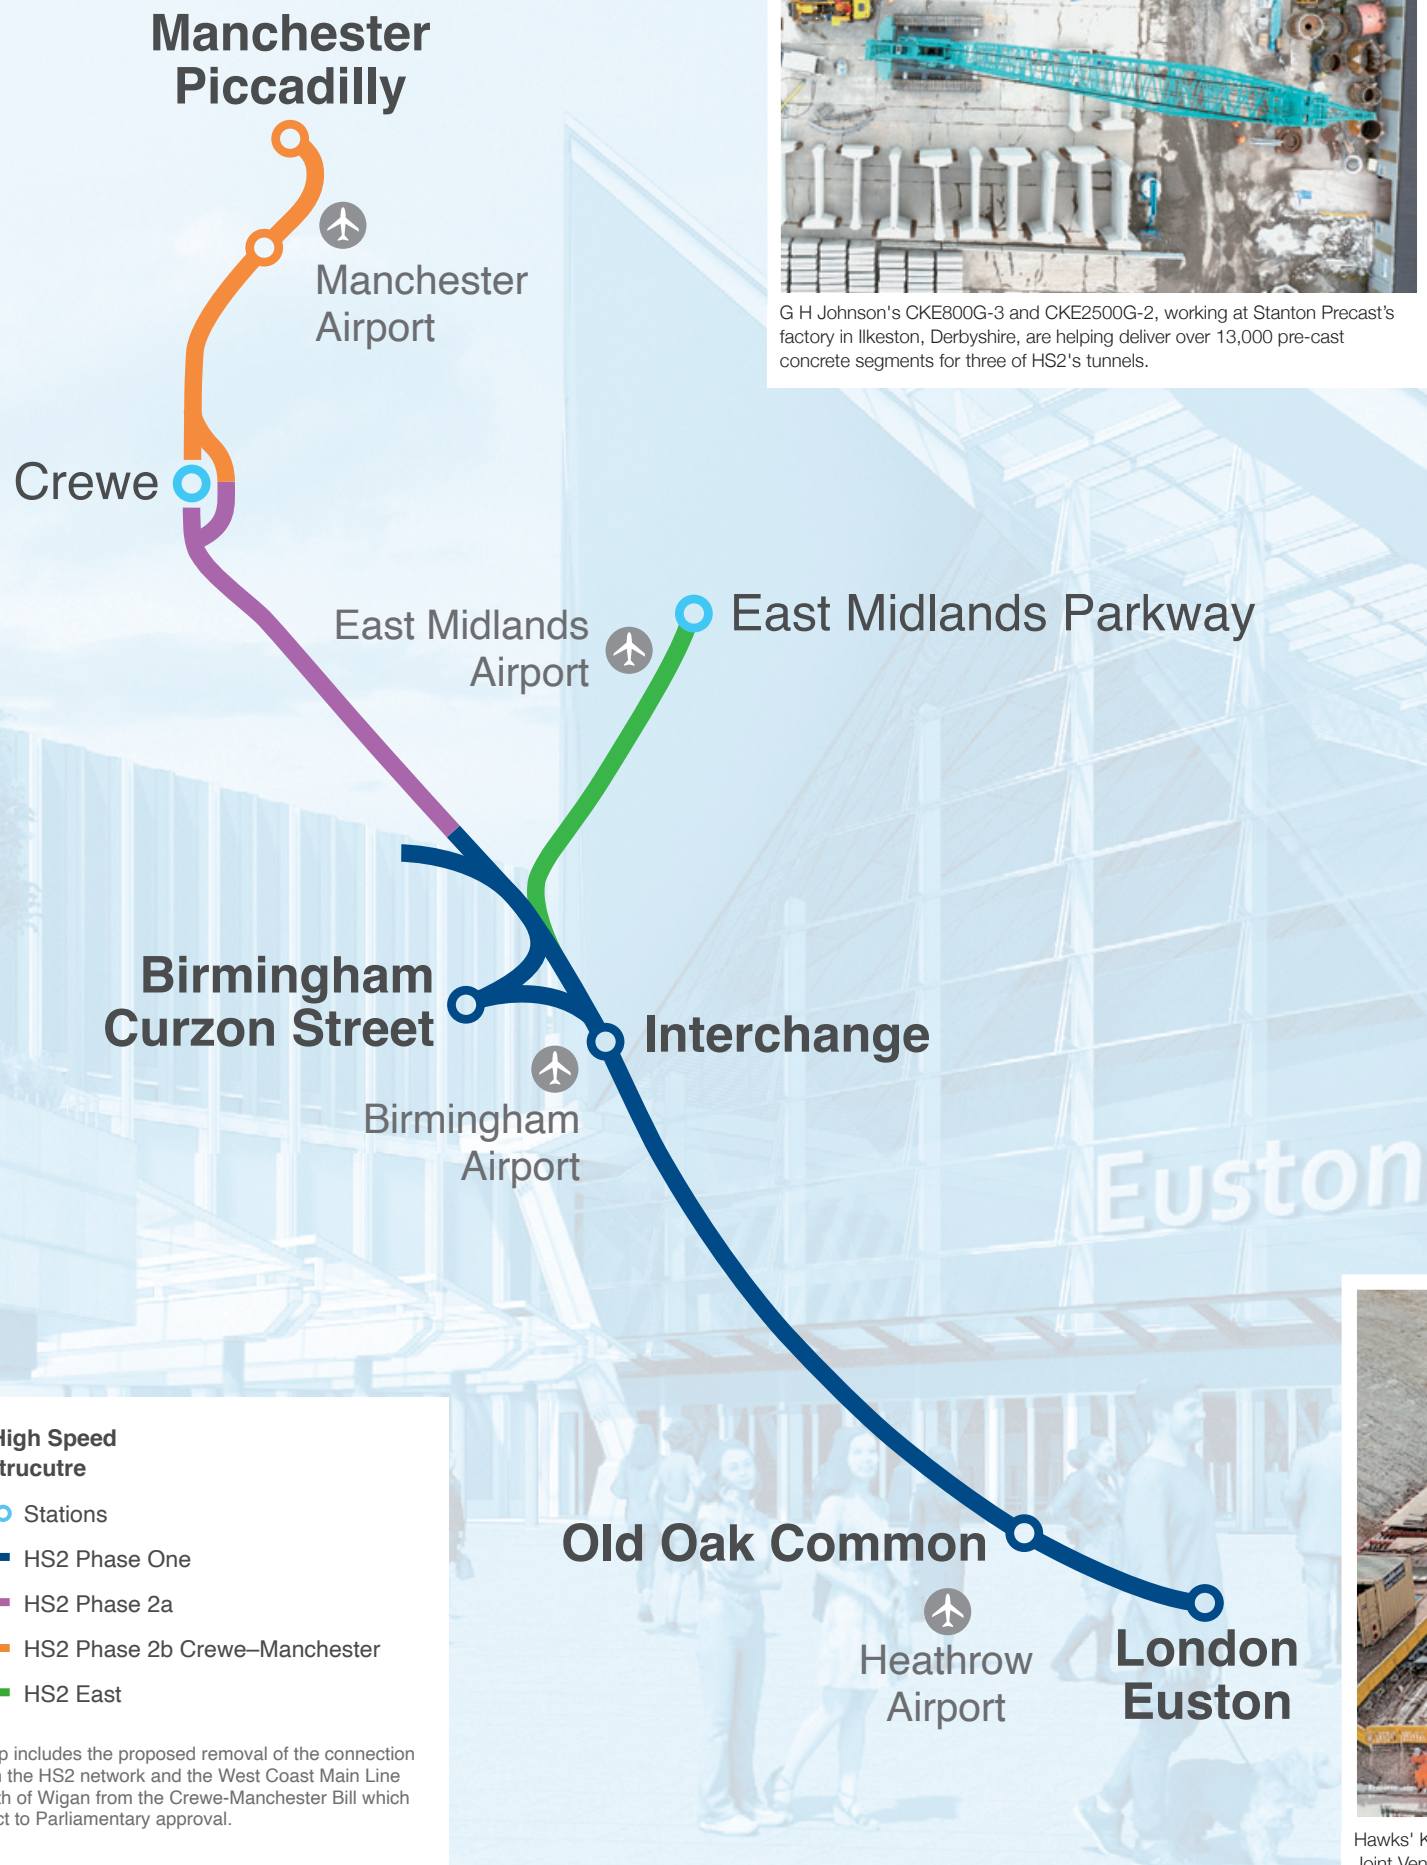 Manchester
Piccadilly
Manchester
Airport
G H Johnson's CKE800G-3 and CKE2500G-2, working at Stanton Precast's
factory in Ilkeston, Derbyshire, are helping deliver over 13,000 pre-cast
concrete segments for three of HS2's tunnels.
Crewe
East Midlands
Airport
East Midlands Parkway
Birmingham
Curzon Street
Interchange
Birmingham
Airport
Euston
High Speed
trucutre
Stations
HS2 Phase One
HS2 Phase 2a
HS2 Phase 2b Crewe–Manchester
HS2 East
p includes the proposed removal of the connection
the HS2 network and the West Coast Main Line
th of Wigan from the Crewe-Manchester Bill which
ct to Parliamentary approval.
Old Oak Common
Heathrow
Airport
London
Euston
Hawks' K
Joint Ven